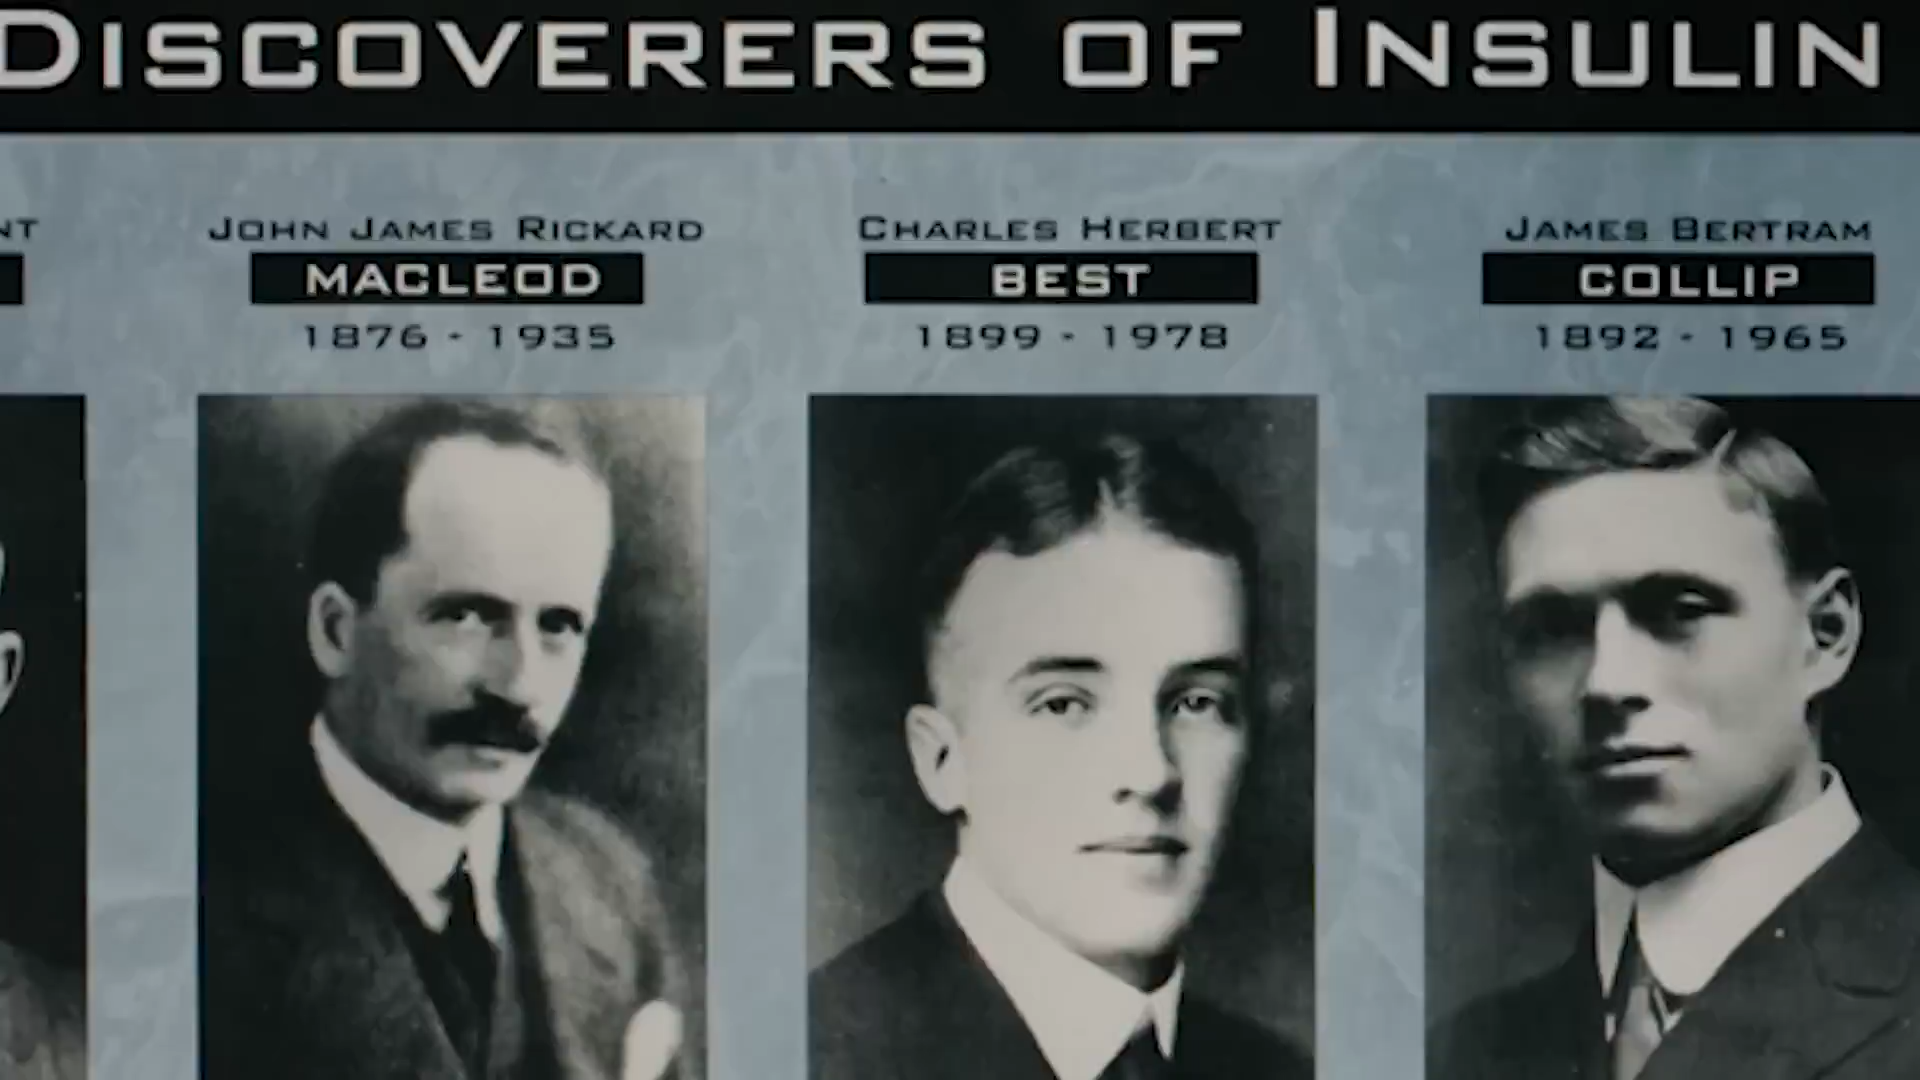 DISCOVERERS OF INSULIN
NT
JOHN JAMES RICKARD
MACLEOD
1876 - 1935
CHARLES HERBERT
BEST
1899 - 1978
JAMES BERTRAM
COLLIP
1892 - 1965